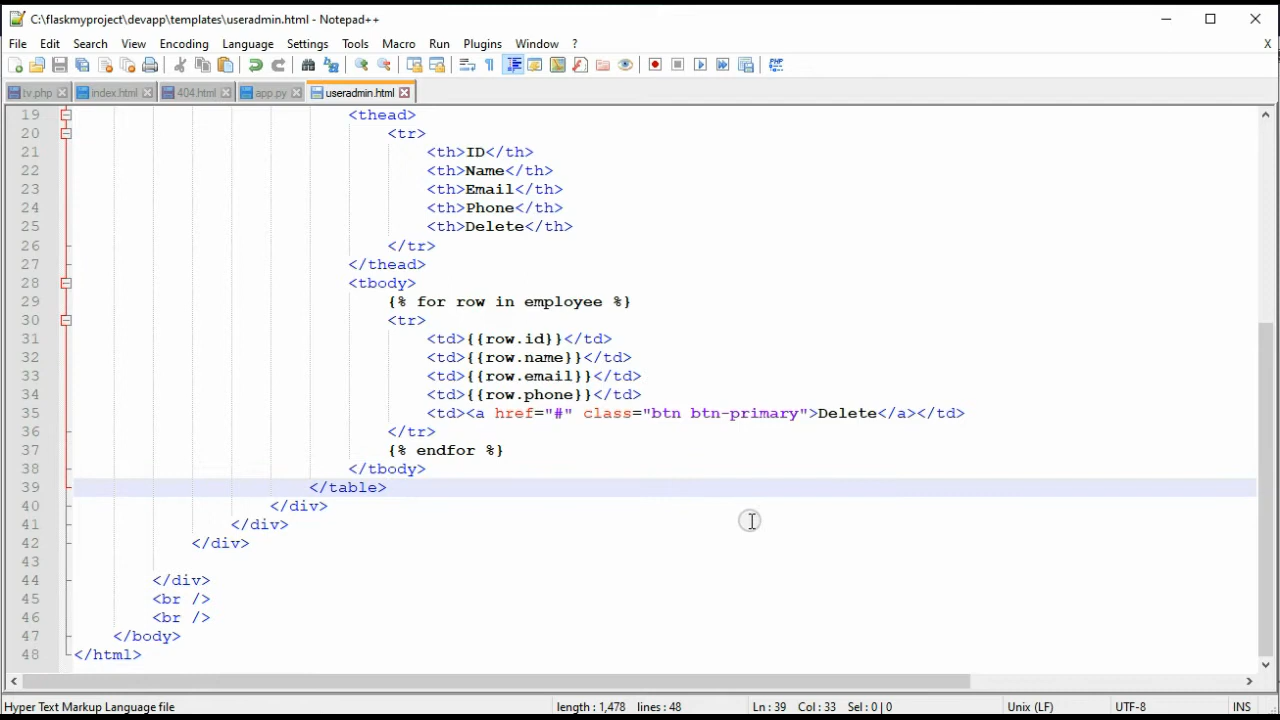 C:\flaskmyproject\devapp\templates\useradmin.html - Notepad++
File Edit Search View Encoding Language Settings Tools Macro Run Plugins Window ? X
tv.php index.html 404.html app.py useradmin.html
19 <thead>
20 <tr>
21 <th>ID</th>
22 <th>Name</th>
23 <th>Email</th>
24 <th>Phone</th>
25 <th>Delete</th>
26 </tr>
27 </thead>
28 <tbody>
29 {% for row in employee %}
30 <tr>
31 <td>{{row.id}}</td>
32 <td>{{row.name}}</td>
33 <td>{{row.email}}</td>
34 <td>{{row.phone}}</td>
35 <td><a href="#" class="btn btn-primary">Delete</a></td>
36 </tr>
37 {% endfor %}
38 </tbody>
39 </table>
40 </div>
41 </div>
42 </div>
43
44 </div>
45 <br />
46 <br />
47 </body>
48 </html>
Hyper Text Markup Language file length : 1,478 lines : 48 Ln : 39 Col : 33 Sel : 0 | 0 Unix (LF) UTF-8 INS